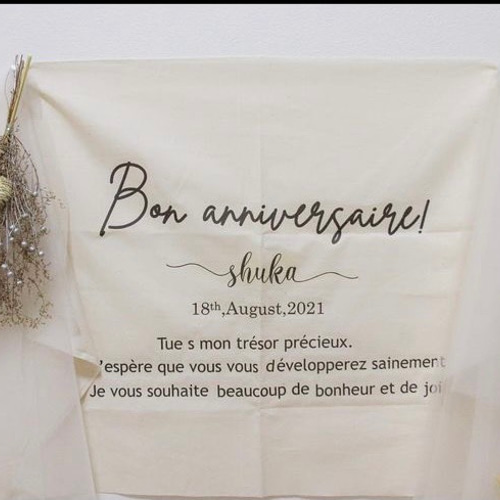 Bon anniversaire!
shuka
18th,August,2021
Tue s mon trésor précieux.
'espère que vous vous développerez sainement
Je vous souhaite beaucoup de bonheur et de joi